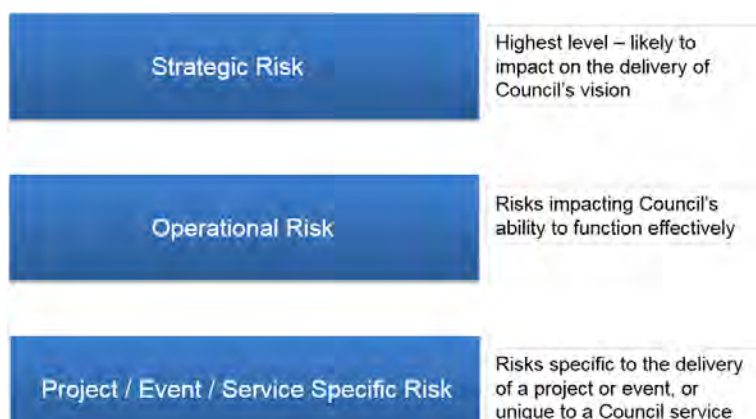 Strategic Risk
Highest level – likely to
impact on the delivery of
Council's vision
Operational Risk
Risks impacting Council's
ability to function effectively
Project / Event / Service Specific Risk
Risks specific to the delivery
of a project or event, or
unique to a Council service